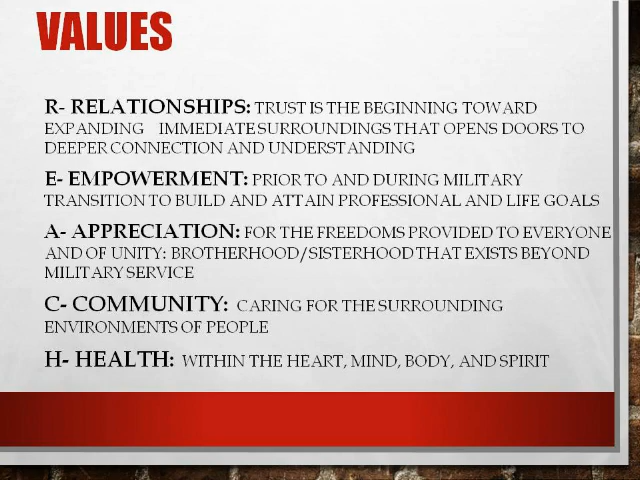 VALUES
R- RELATIONSHIPS: TRUST IS THE BEGINNING TOWARD
EXPANDING IMMEDIATE SURROUNDINGS THAT OPENS DOORS TO
DEEPER CONNECTION AND UNDERSTANDING
E- EMPOWERMENT: PRIOR TO AND DURING MILITARY
TRANSITION TO BUILD AND ATTAIN PROFESSIONAL AND LIFE GOALS
A- APPRECIATION: FOR THE FREEDOMS PROVIDED TO EVERYONE
AND OF UNITY: BROTHERHOOD/SISTERHOOD THAT EXISTS BEYOND
MILITARY SERVICE
C- COMMUNITY: CARING FOR THE SURROUNDING
ENVIRONMENTS OF PEOPLE
H- HEALTH: WITHIN THE HEART, MIND, BODY, AND SPIRIT